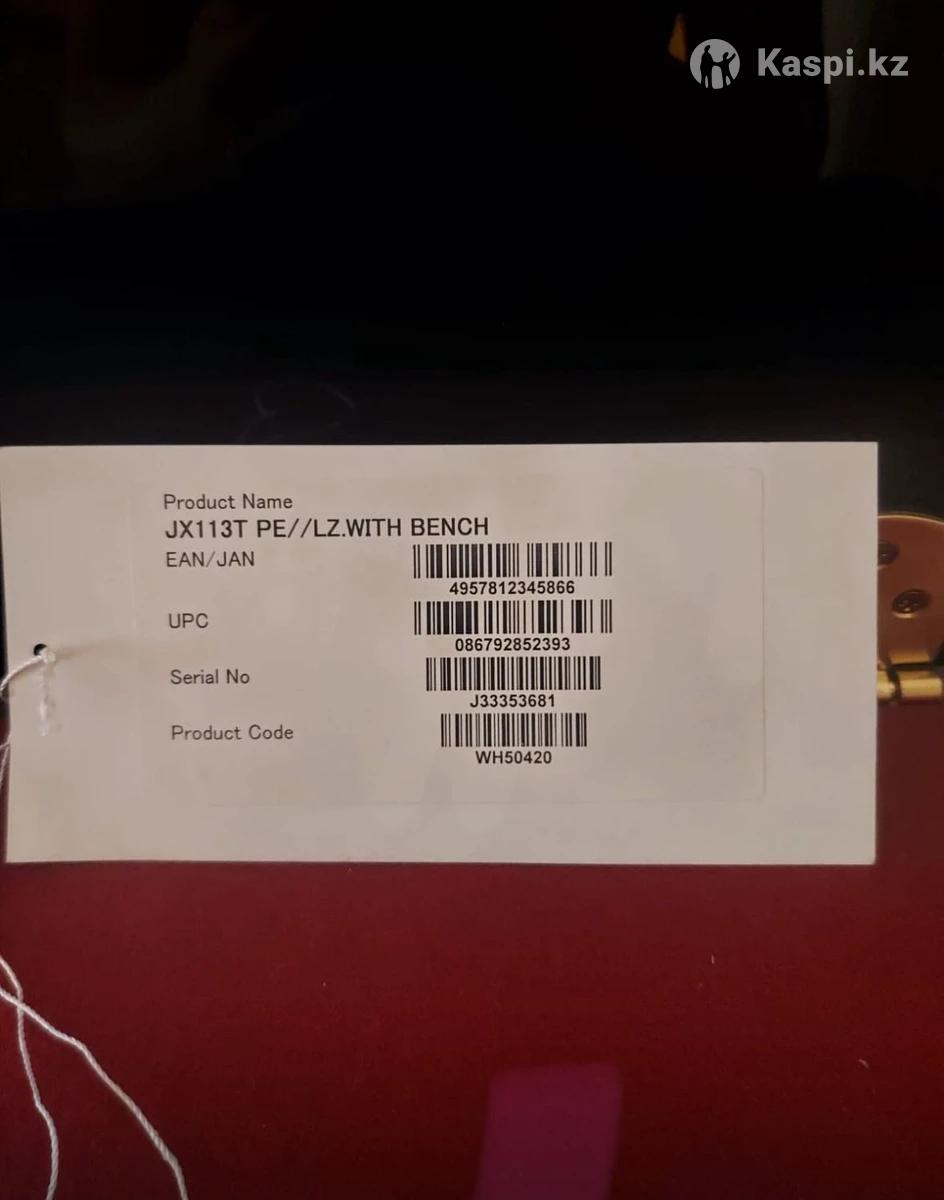 Kaspi.kz
Product Name
JX113T PE//LZ.WITH BENCH
EAN/JAN
4957812345866
UPC
086792852393
Serial No
J33353681
Product Code
WH50420